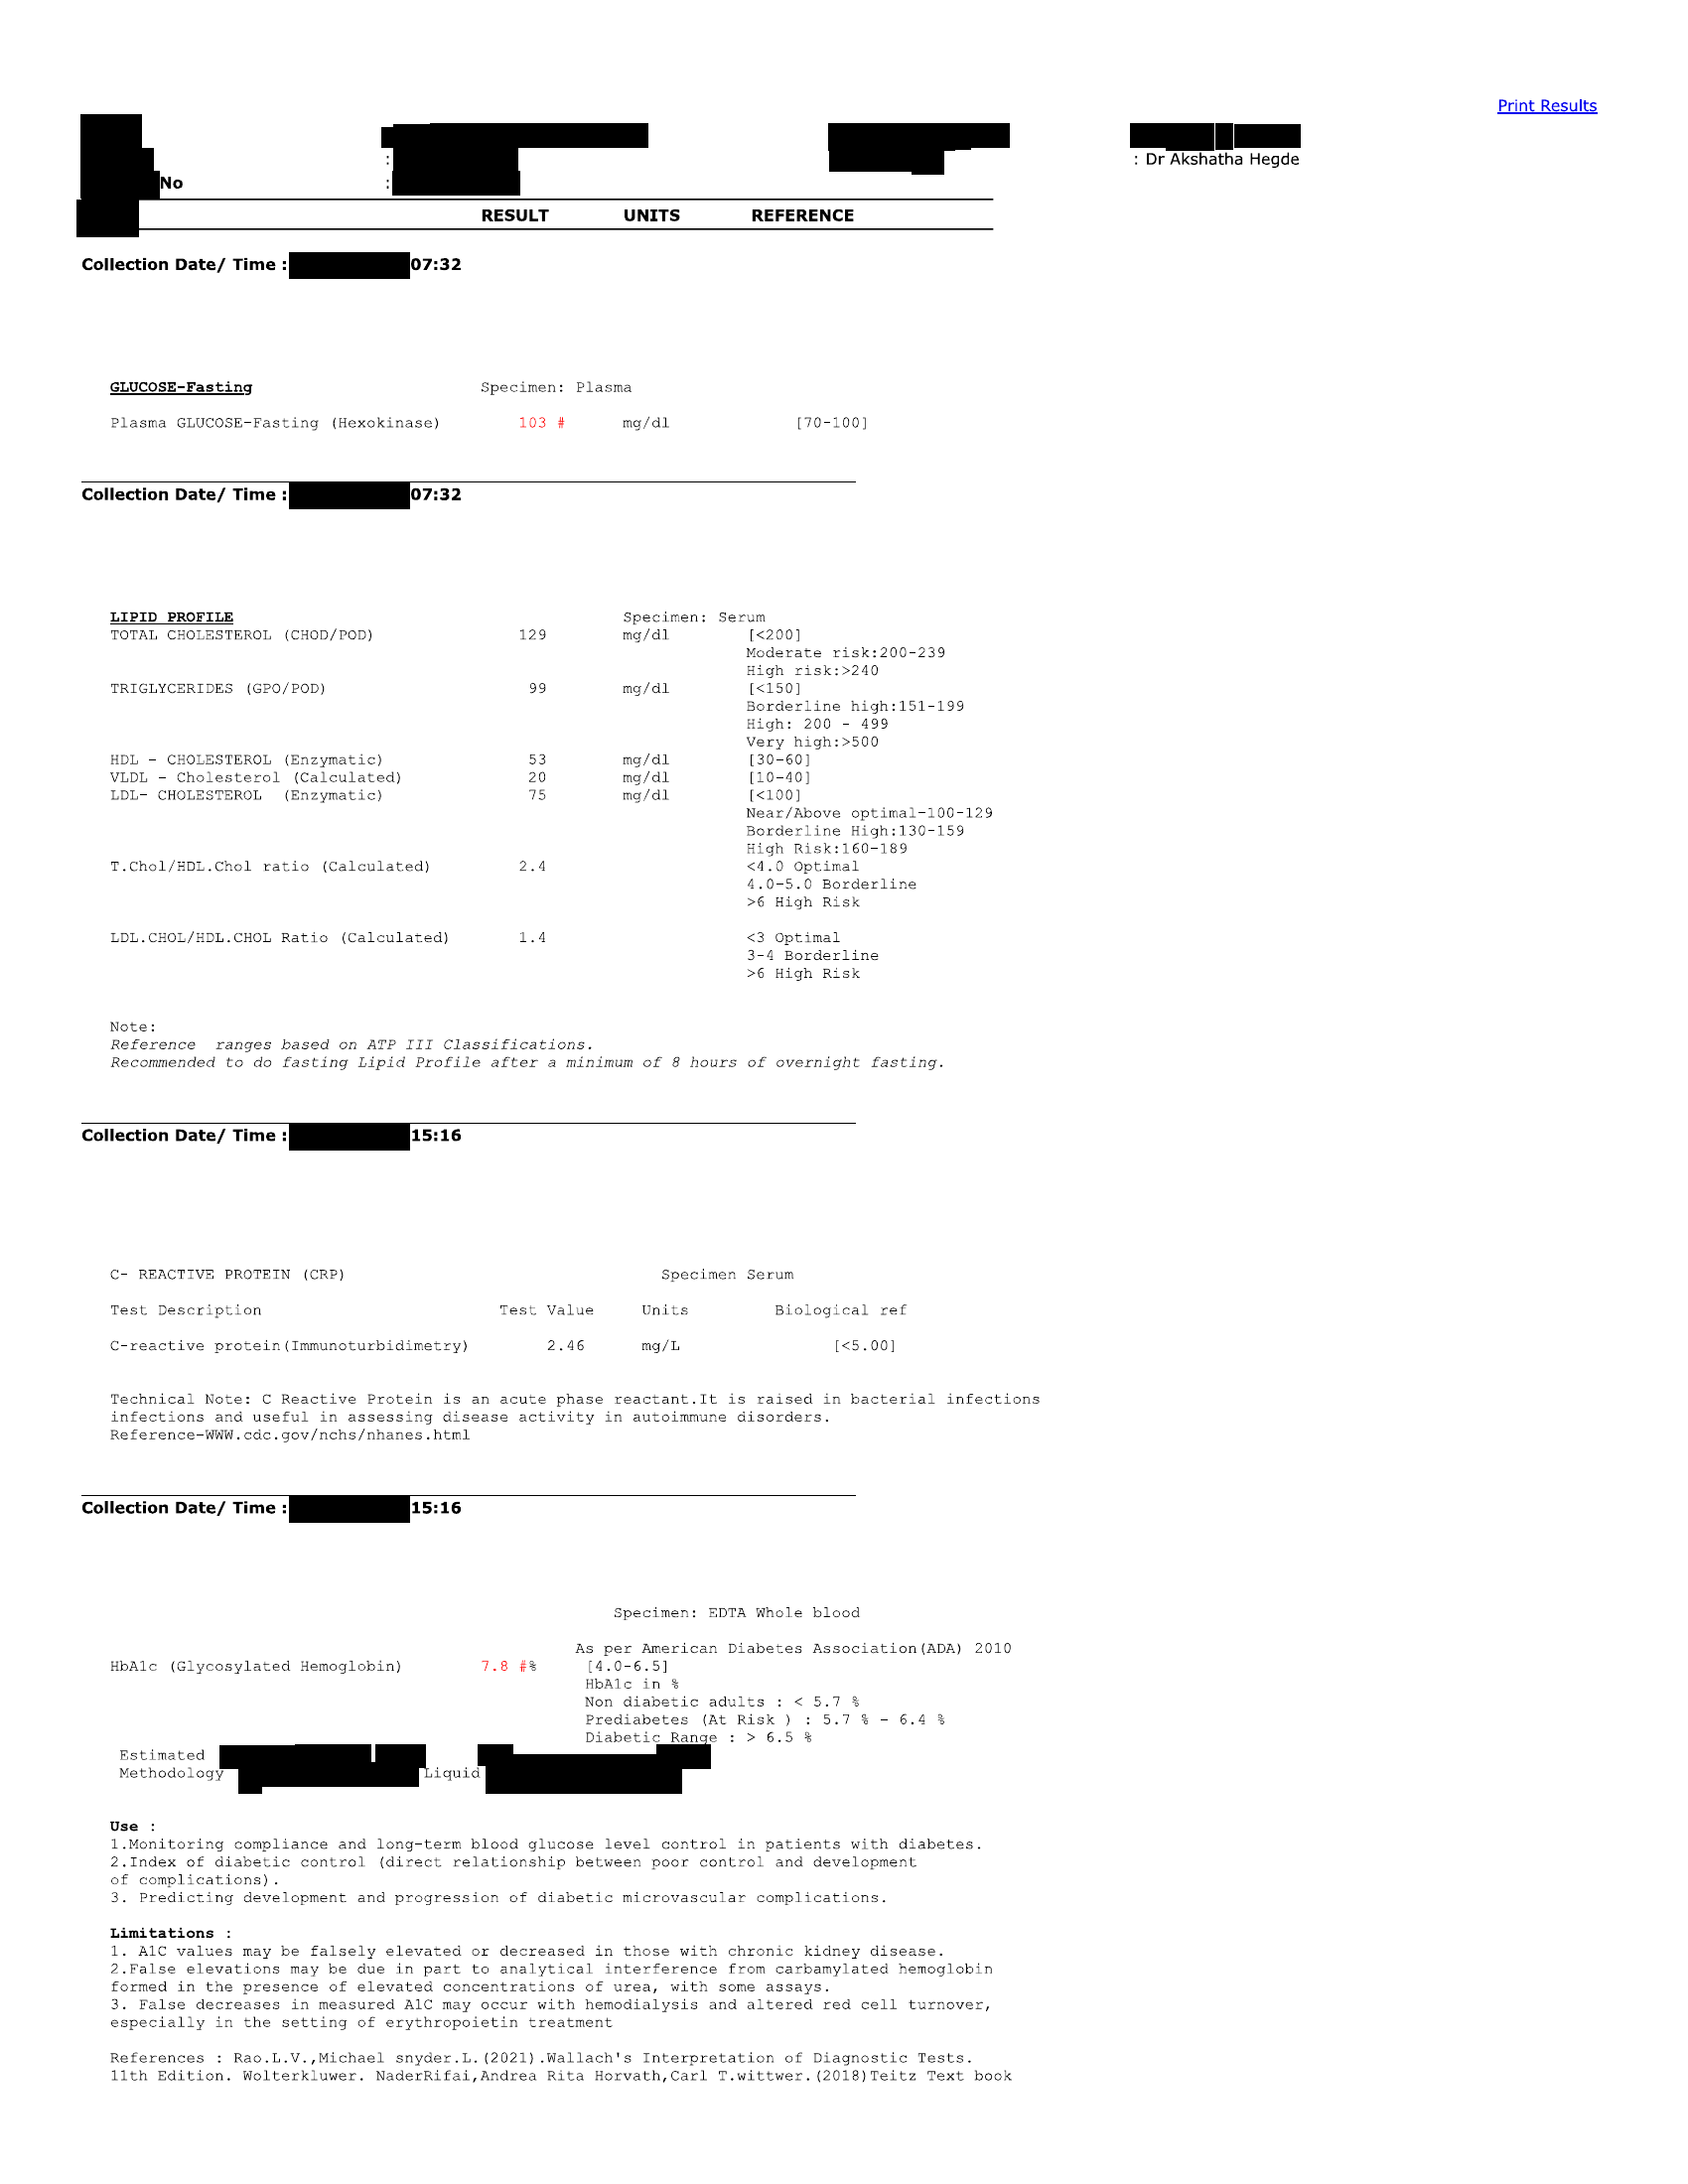 Print Results
: : Dr Akshatha Hegde
No :
RESULT UNITS REFERENCE
Collection Date/ Time : 07:32
GLUCOSE-Fasting Specimen: Plasma
Plasma GLUCOSE-Fasting (Hexokinase) 103 # mg/dl [70-100]
Collection Date/ Time : 07:32
LIPID PROFILE Specimen: Serum
TOTAL CHOLESTEROL (CHOD/POD) 129 mg/dl [<200]
Moderate risk:200-239
High risk:>240
TRIGLYCERIDES (GPO/POD) 99 mg/dl [<150]
Borderline high:151-199
High: 200 - 499
Very high:>500
HDL - CHOLESTEROL (Enzymatic) 53 mg/dl [30-60]
VLDL - Cholesterol (Calculated) 20 mg/dl [10-40]
LDL- CHOLESTEROL (Enzymatic) 75 mg/dl [<100]
Near/Above optimal-100-129
Borderline High:130-159
High Risk:160-189
T.Chol/HDL.Chol ratio (Calculated) 2.4 <4.0 Optimal
4.0-5.0 Borderline
>6 High Risk
LDL.CHOL/HDL.CHOL Ratio (Calculated) 1.4 <3 Optimal
3-4 Borderline
>6 High Risk
Note:
Reference ranges based on ATP III Classifications.
Recommended to do fasting Lipid Profile after a minimum of 8 hours of overnight fasting.
Collection Date/ Time : 15:16
C- REACTIVE PROTEIN (CRP) Specimen Serum
Test Description Test Value Units Biological ref
C-reactive protein(Immunoturbidimetry) 2.46 mg/L [<5.00]
Technical Note: C Reactive Protein is an acute phase reactant.It is raised in bacterial infections
infections and useful in assessing disease activity in autoimmune disorders.
Reference-WWW.cdc.gov/nchs/nhanes.html
Collection Date/ Time : 15:16
Specimen: EDTA Whole blood
As per American Diabetes Association(ADA) 2010
HbA1c (Glycosylated Hemoglobin) 7.8 #% [4.0-6.5]
HbA1c in %
Non diabetic adults : < 5.7 %
Prediabetes (At Risk ) : 5.7 % - 6.4 %
Diabetic Range : > 6.5 %
Estimated
Methodology Liquid
Use :
1.Monitoring compliance and long-term blood glucose level control in patients with diabetes.
2.Index of diabetic control (direct relationship between poor control and development
of complications).
3. Predicting development and progression of diabetic microvascular complications.
Limitations :
1. A1C values may be falsely elevated or decreased in those with chronic kidney disease.
2.False elevations may be due in part to analytical interference from carbamylated hemoglobin
formed in the presence of elevated concentrations of urea, with some assays.
3. False decreases in measured A1C may occur with hemodialysis and altered red cell turnover,
especially in the setting of erythropoietin treatment
References : Rao.L.V.,Michael snyder.L.(2021).Wallach's Interpretation of Diagnostic Tests.
11th Edition. Wolterkluwer. NaderRifai,Andrea Rita Horvath,Carl T.wittwer.(2018)Teitz Text book